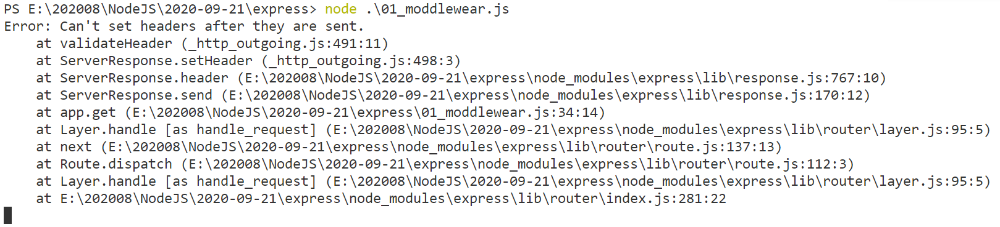 PS E:\202008\NodeJS\2020-09-21\express> node .\01_moddlewear.js
Error: Can't set headers after they are sent.
    at validateHeader (_http_outgoing.js:491:11)
    at ServerResponse.setHeader (_http_outgoing.js:498:3)
    at ServerResponse.header (E:\202008\NodeJS\2020-09-21\express\node_modules\express\lib\response.js:767:10)
    at ServerResponse.send (E:\202008\NodeJS\2020-09-21\express\node_modules\express\lib\response.js:170:12)
    at app.get (E:\202008\NodeJS\2020-09-21\express\01_moddlewear.js:34:14)
    at Layer.handle [as handle_request] (E:\202008\NodeJS\2020-09-21\express\node_modules\express\lib\router\layer.js:95:5)
    at next (E:\202008\NodeJS\2020-09-21\express\node_modules\express\lib\router\route.js:137:13)
    at Route.dispatch (E:\202008\NodeJS\2020-09-21\express\node_modules\express\lib\router\route.js:112:3)
    at Layer.handle [as handle_request] (E:\202008\NodeJS\2020-09-21\express\node_modules\express\lib\router\layer.js:95:5)
    at E:\202008\NodeJS\2020-09-21\express\node_modules\express\lib\router\index.js:281:22